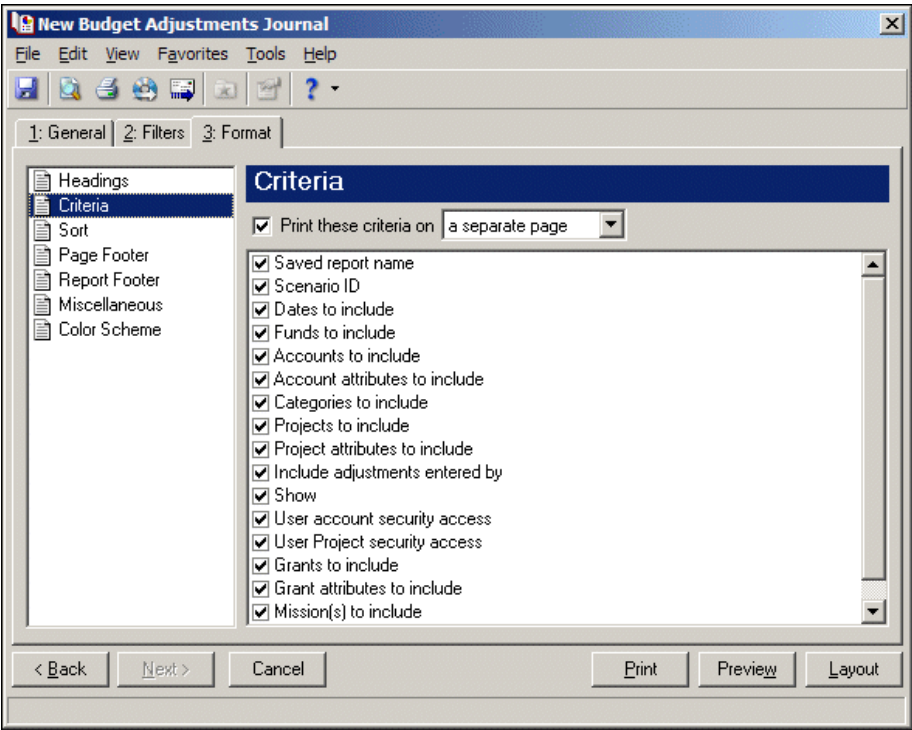 New Budget Adjustments Journal
File Edit View Favorites Tools Help
1: General 2: Filters 3: Format
Headings
Criteria
Sort
Page Footer
Report Footer
Miscellaneous
Color Scheme
Criteria
Print these criteria on a separate page
Saved report name
Scenario ID
Dates to include
Funds to include
Accounts to include
Account attributes to include
Categories to include
Projects to include
Project attributes to include
Include adjustments entered by
Show
User account security access
User Project security access
Grants to include
Grant attributes to include
Mission(s) to include
< Back Next > Cancel Print Preview Layout